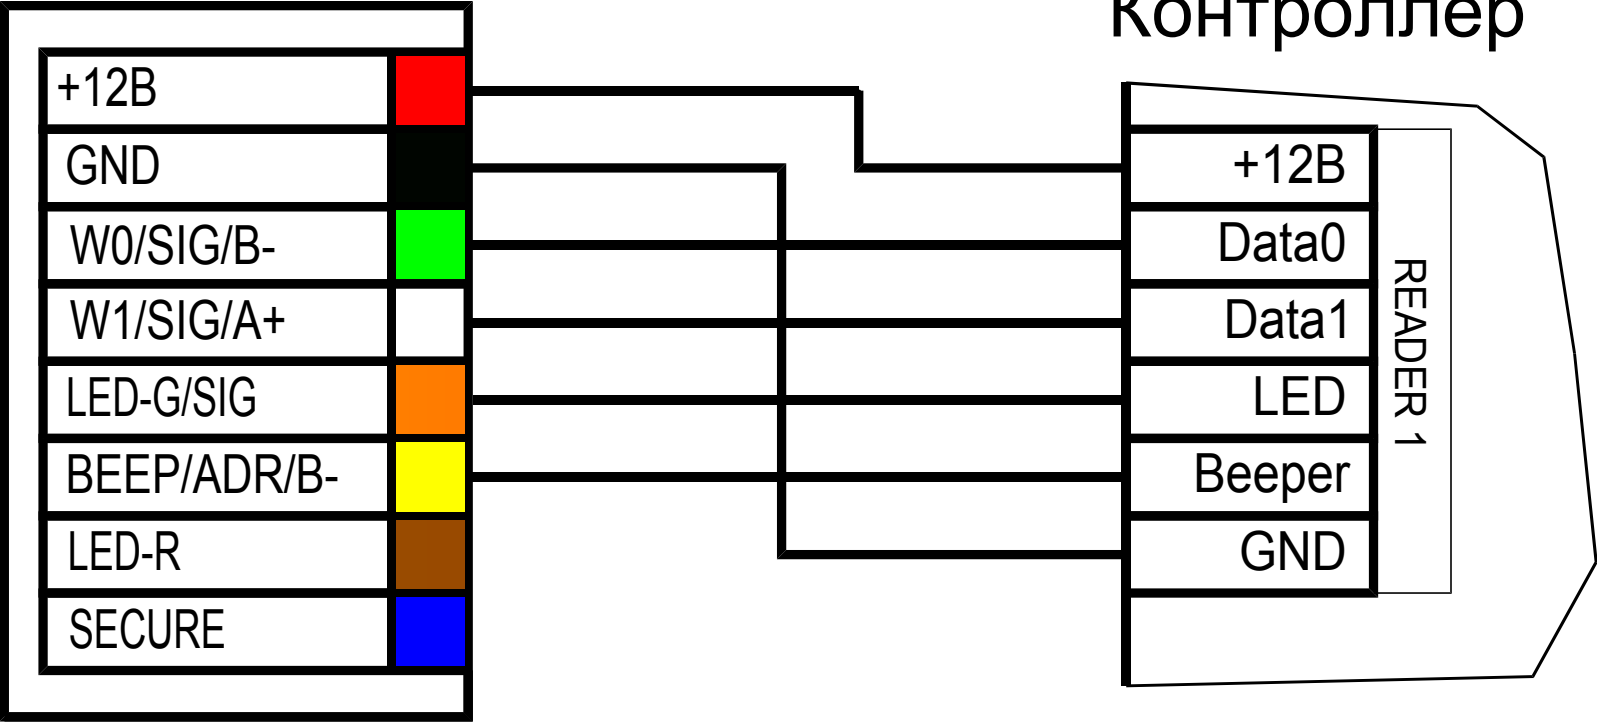 Контроллер
+12В
GND
W0/SIG/B-
W1/SIG/A+
LED-G/SIG
BEEP/ADR/B-
LED-R
SECURE
+12В
Data0
Data1
LED
Beeper
GND
READER 1